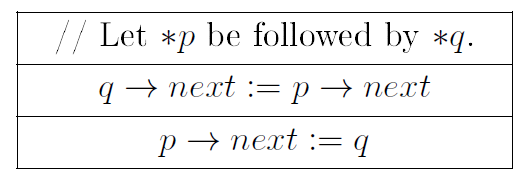 // Let *p be followed by *q.
q → next := p → next
p → next := q